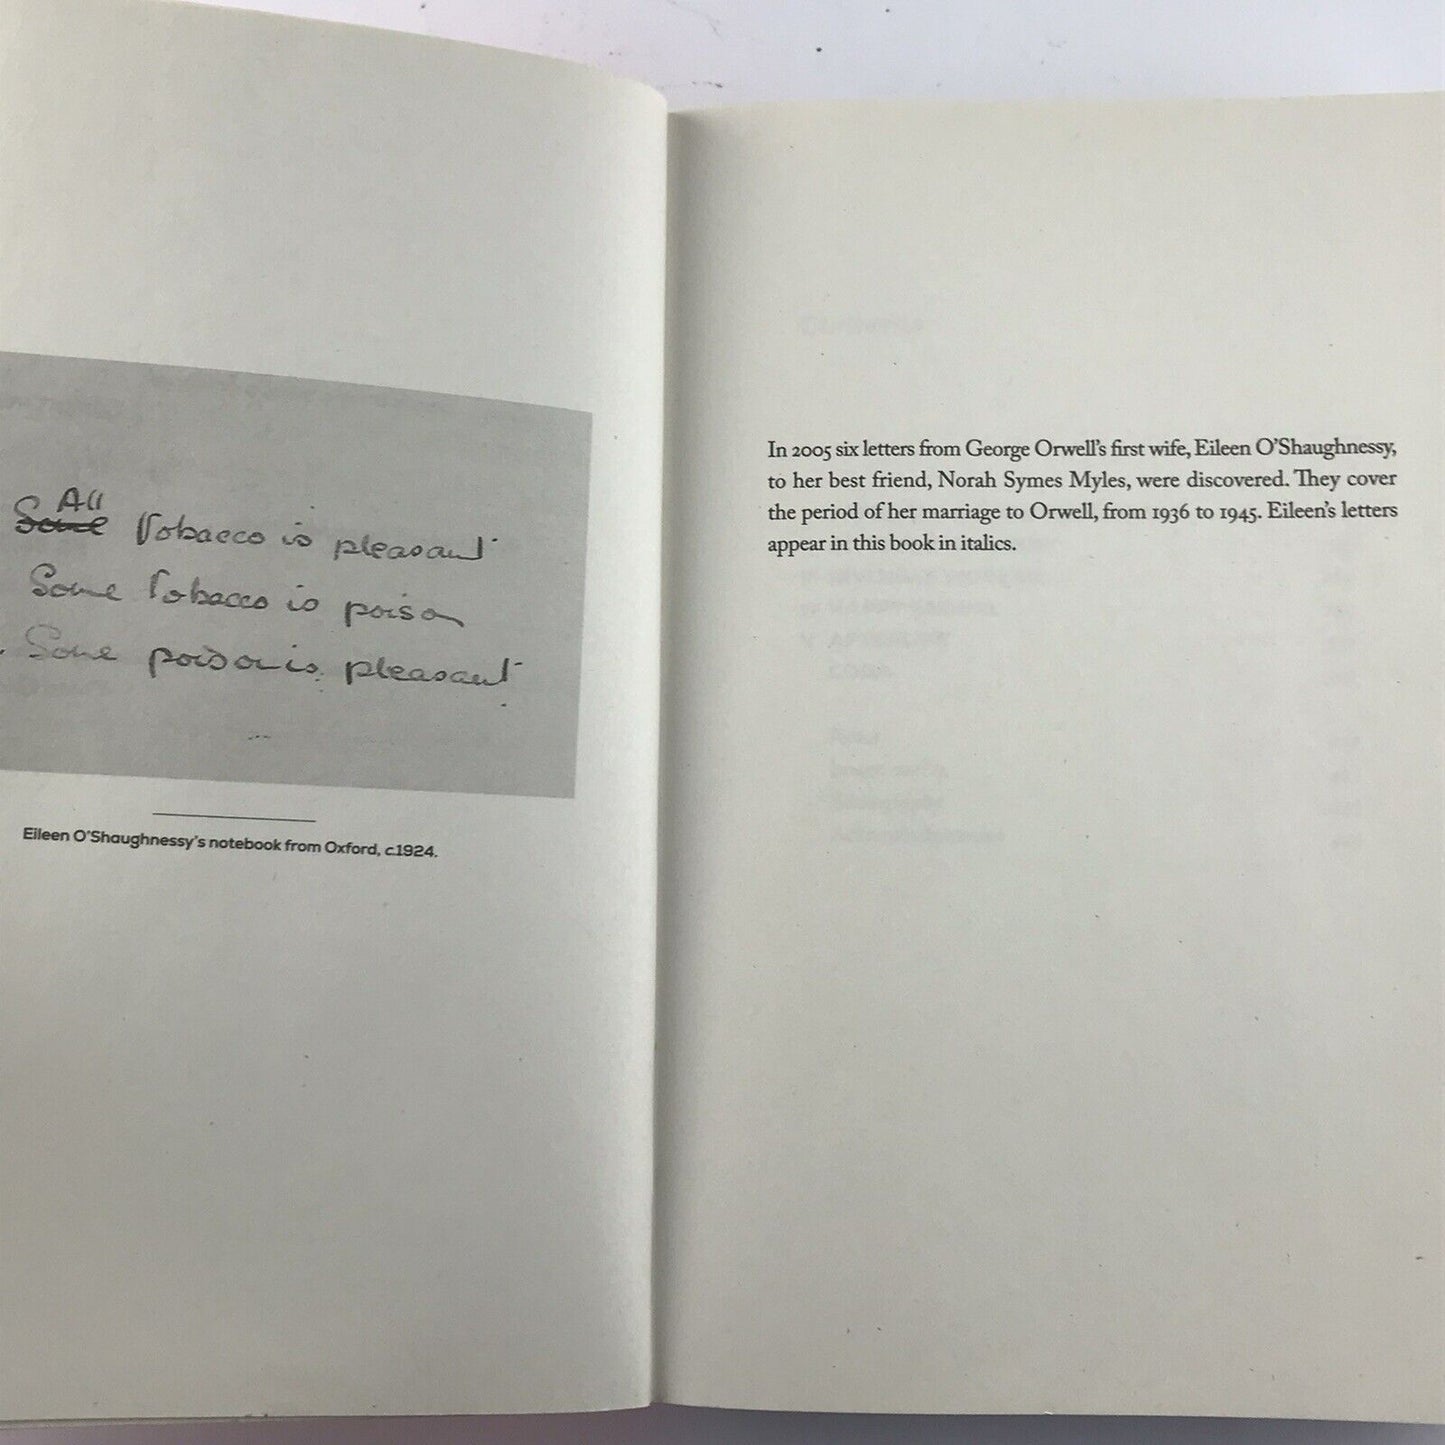 All
Some Tobacco is pleasant
Some Tobacco is poison
Some poison is pleasant
Eileen O'Shaughnessy's notebook from Oxford, c.1924.
In 2005 six letters from George Orwell's first wife, Eileen O'Shaughnessy,
to her best friend, Norah Symes Myles, were discovered. They cover
the period of her marriage to Orwell, from 1936 to 1945. Eileen's letters
appear in this book in italics.